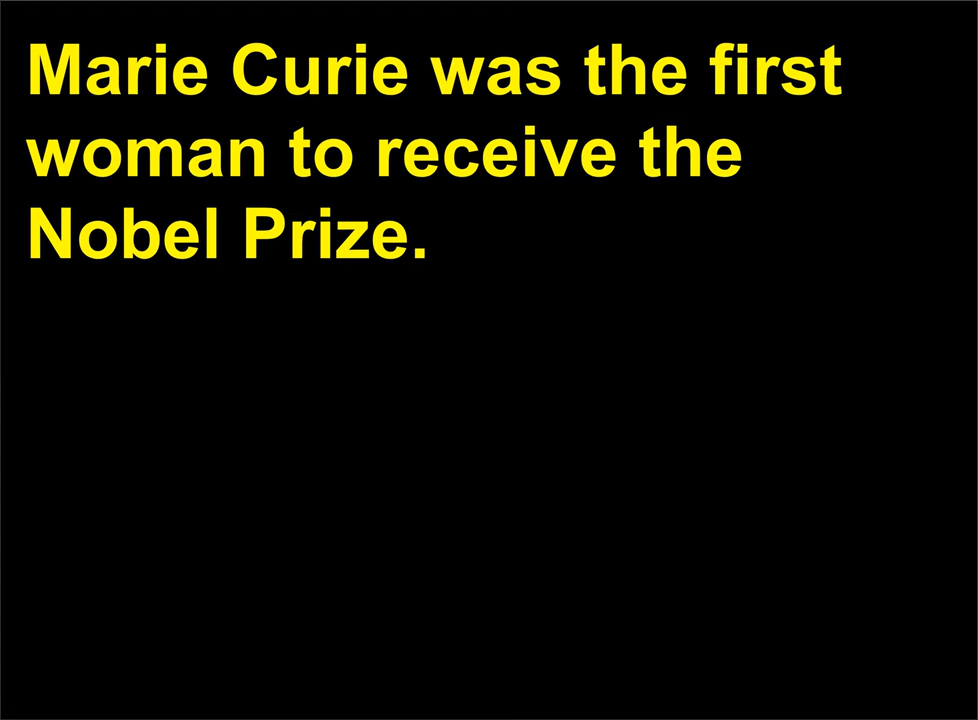 Marie Curie was the first
woman to receive the
Nobel Prize.